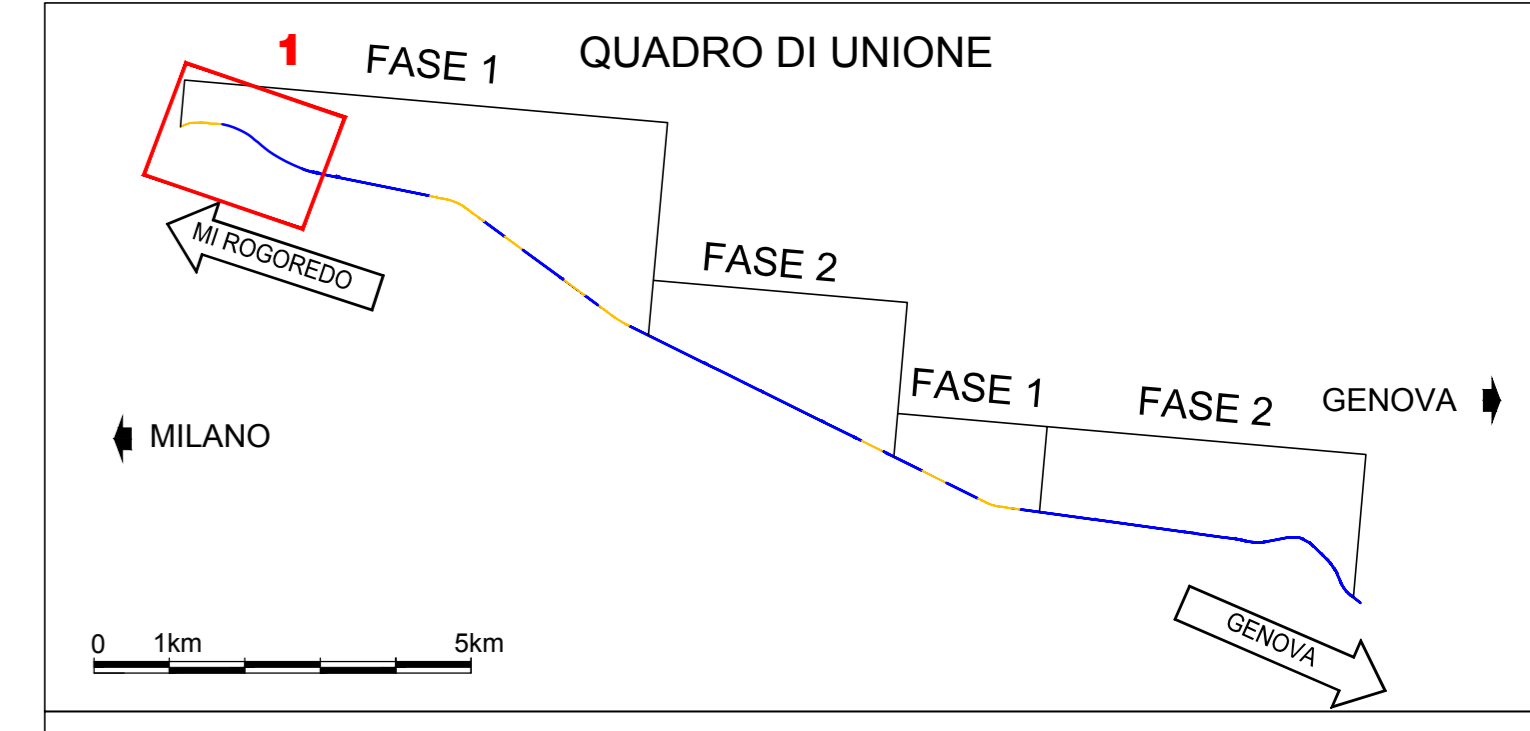 1
FASE 1
QUADRO DI UNIONE
MI ROGOREDO
FASE 2
FASE 1
FASE 2
GENOVA
MILANO
0 1km 5km
GENOVA